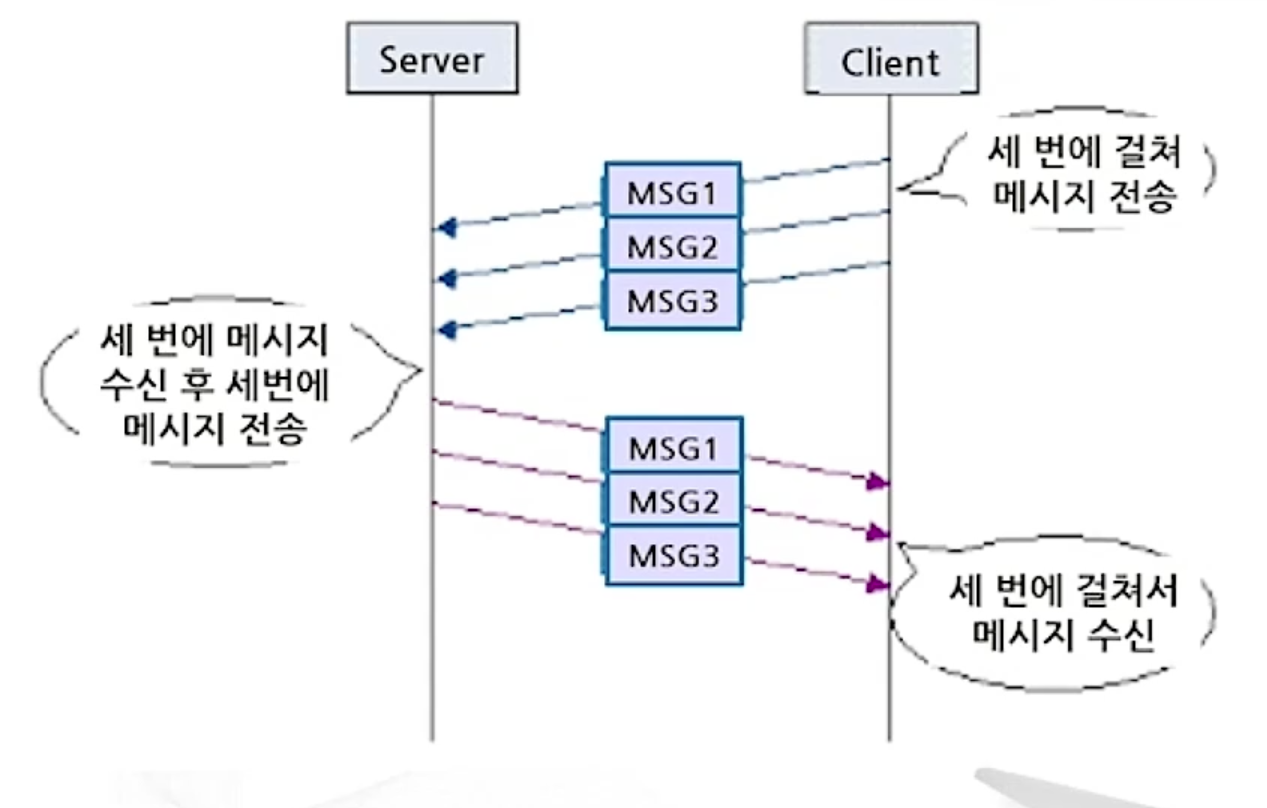 Server
Client
세 번에 걸쳐
메시지 전송
MSG1
MSG2
MSG3
세 번에 메시지
수신 후 세번에
메시지 전송
MSG1
MSG2
MSG3
세 번에 걸쳐서
메시지 수신